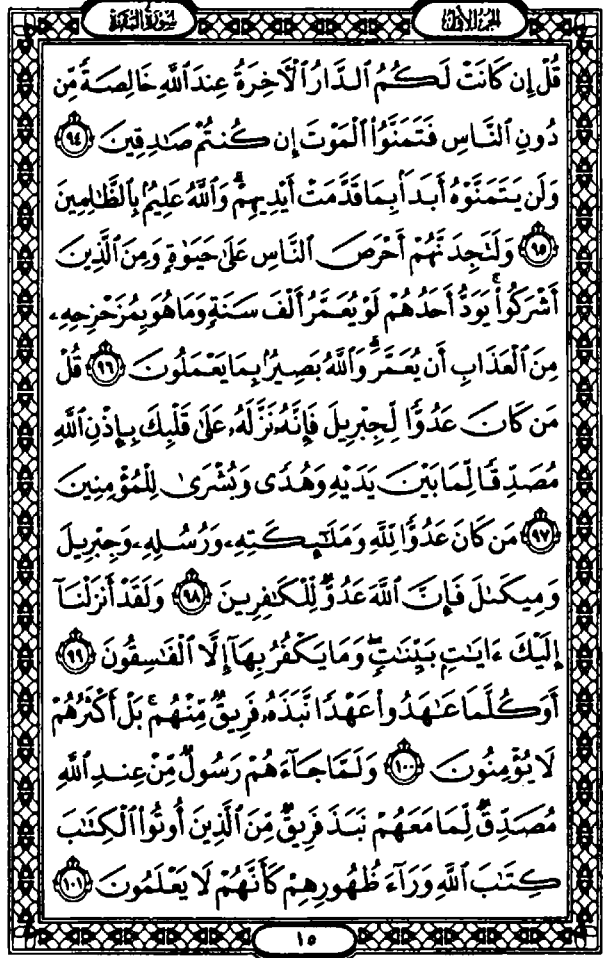 سُورَةُ البَقَرَةِ
الجُزْءُ الأَوَّلُ
قُلْ إِن كَانَتْ لَكُمُ ٱلدَّارُ ٱلْأَخِرَةُ عِندَ ٱللَّهِ خَالِصَةً مِّن
دُونِ ٱلنَّاسِ فَتَمَنَّوُا۟ ٱلْمَوْتَ إِن كُنتُمْ صَٰدِقِينَ ٩٤
وَلَن يَتَمَنَّوْهُ أَبَدًۢا بِمَا قَدَّمَتْ أَيْدِيهِمْ ۗ وَٱللَّهُ عَلِيمٌۢ بِٱلظَّٰلِمِينَ
٩٥ وَلَتَجِدَنَّهُمْ أَحْرَصَ ٱلنَّاسِ عَلَىٰ حَيَوٰةٍ وَمِنَ ٱلَّذِينَ
أَشْرَكُوا۟ ۚ يَوَدُّ أَحَدُهُمْ لَوْ يُعَمَّرُ أَلْفَ سَنَةٍ وَمَا هُوَ بِمُزَحْزِحِهِۦ
مِنَ ٱلْعَذَابِ أَن يُعَمَّرَ ۗ وَٱللَّهُ بَصِيرٌۢ بِمَا يَعْمَلُونَ ٩٦ قُلْ
مَن كَانَ عَدُوًّا لِّجِبْرِيلَ فَإِنَّهُۥ نَزَّلَهُۥ عَلَىٰ قَلْبِكَ بِإِذْنِ ٱللَّهِ
مُصَدِّقًا لِّمَا بَيْنَ يَدَيْهِ وَهُدًى وَبُشْرَىٰ لِلْمُؤْمِنِينَ
٩٧ مَن كَانَ عَدُوًّا لِّلَّهِ وَمَلَٰٓئِكَتِهِۦ وَرُسُلِهِۦ وَجِبْرِيلَ
وَمِيكَىٰلَ فَإِنَّ ٱللَّهَ عَدُوٌّ لِّلْكَٰفِرِينَ ٩٨ وَلَقَدْ أَنزَلْنَآ
إِلَيْكَ ءَايَٰتٍۭ بَيِّنَٰتٍ ۖ وَمَا يَكْفُرُ بِهَآ إِلَّا ٱلْفَٰسِقُونَ ٩٩
أَوَكُلَّمَا عَٰهَدُوا۟ عَهْدًا نَّبَذَهُۥ فَرِيقٌ مِّنْهُم ۚ بَلْ أَكْثَرُهُمْ
لَا يُؤْمِنُونَ ١٠٠ وَلَمَّا جَآءَهُمْ رَسُولٌ مِّنْ عِندِ ٱللَّهِ
مُصَدِّقٌ لِّمَا مَعَهُمْ نَبَذَ فَرِيقٌ مِّنَ ٱلَّذِينَ أُوتُوا۟ ٱلْكِتَٰبَ
كِتَٰبَ ٱللَّهِ وَرَآءَ ظُهُورِهِمْ كَأَنَّهُمْ لَا يَعْلَمُونَ ١٠١
١٥